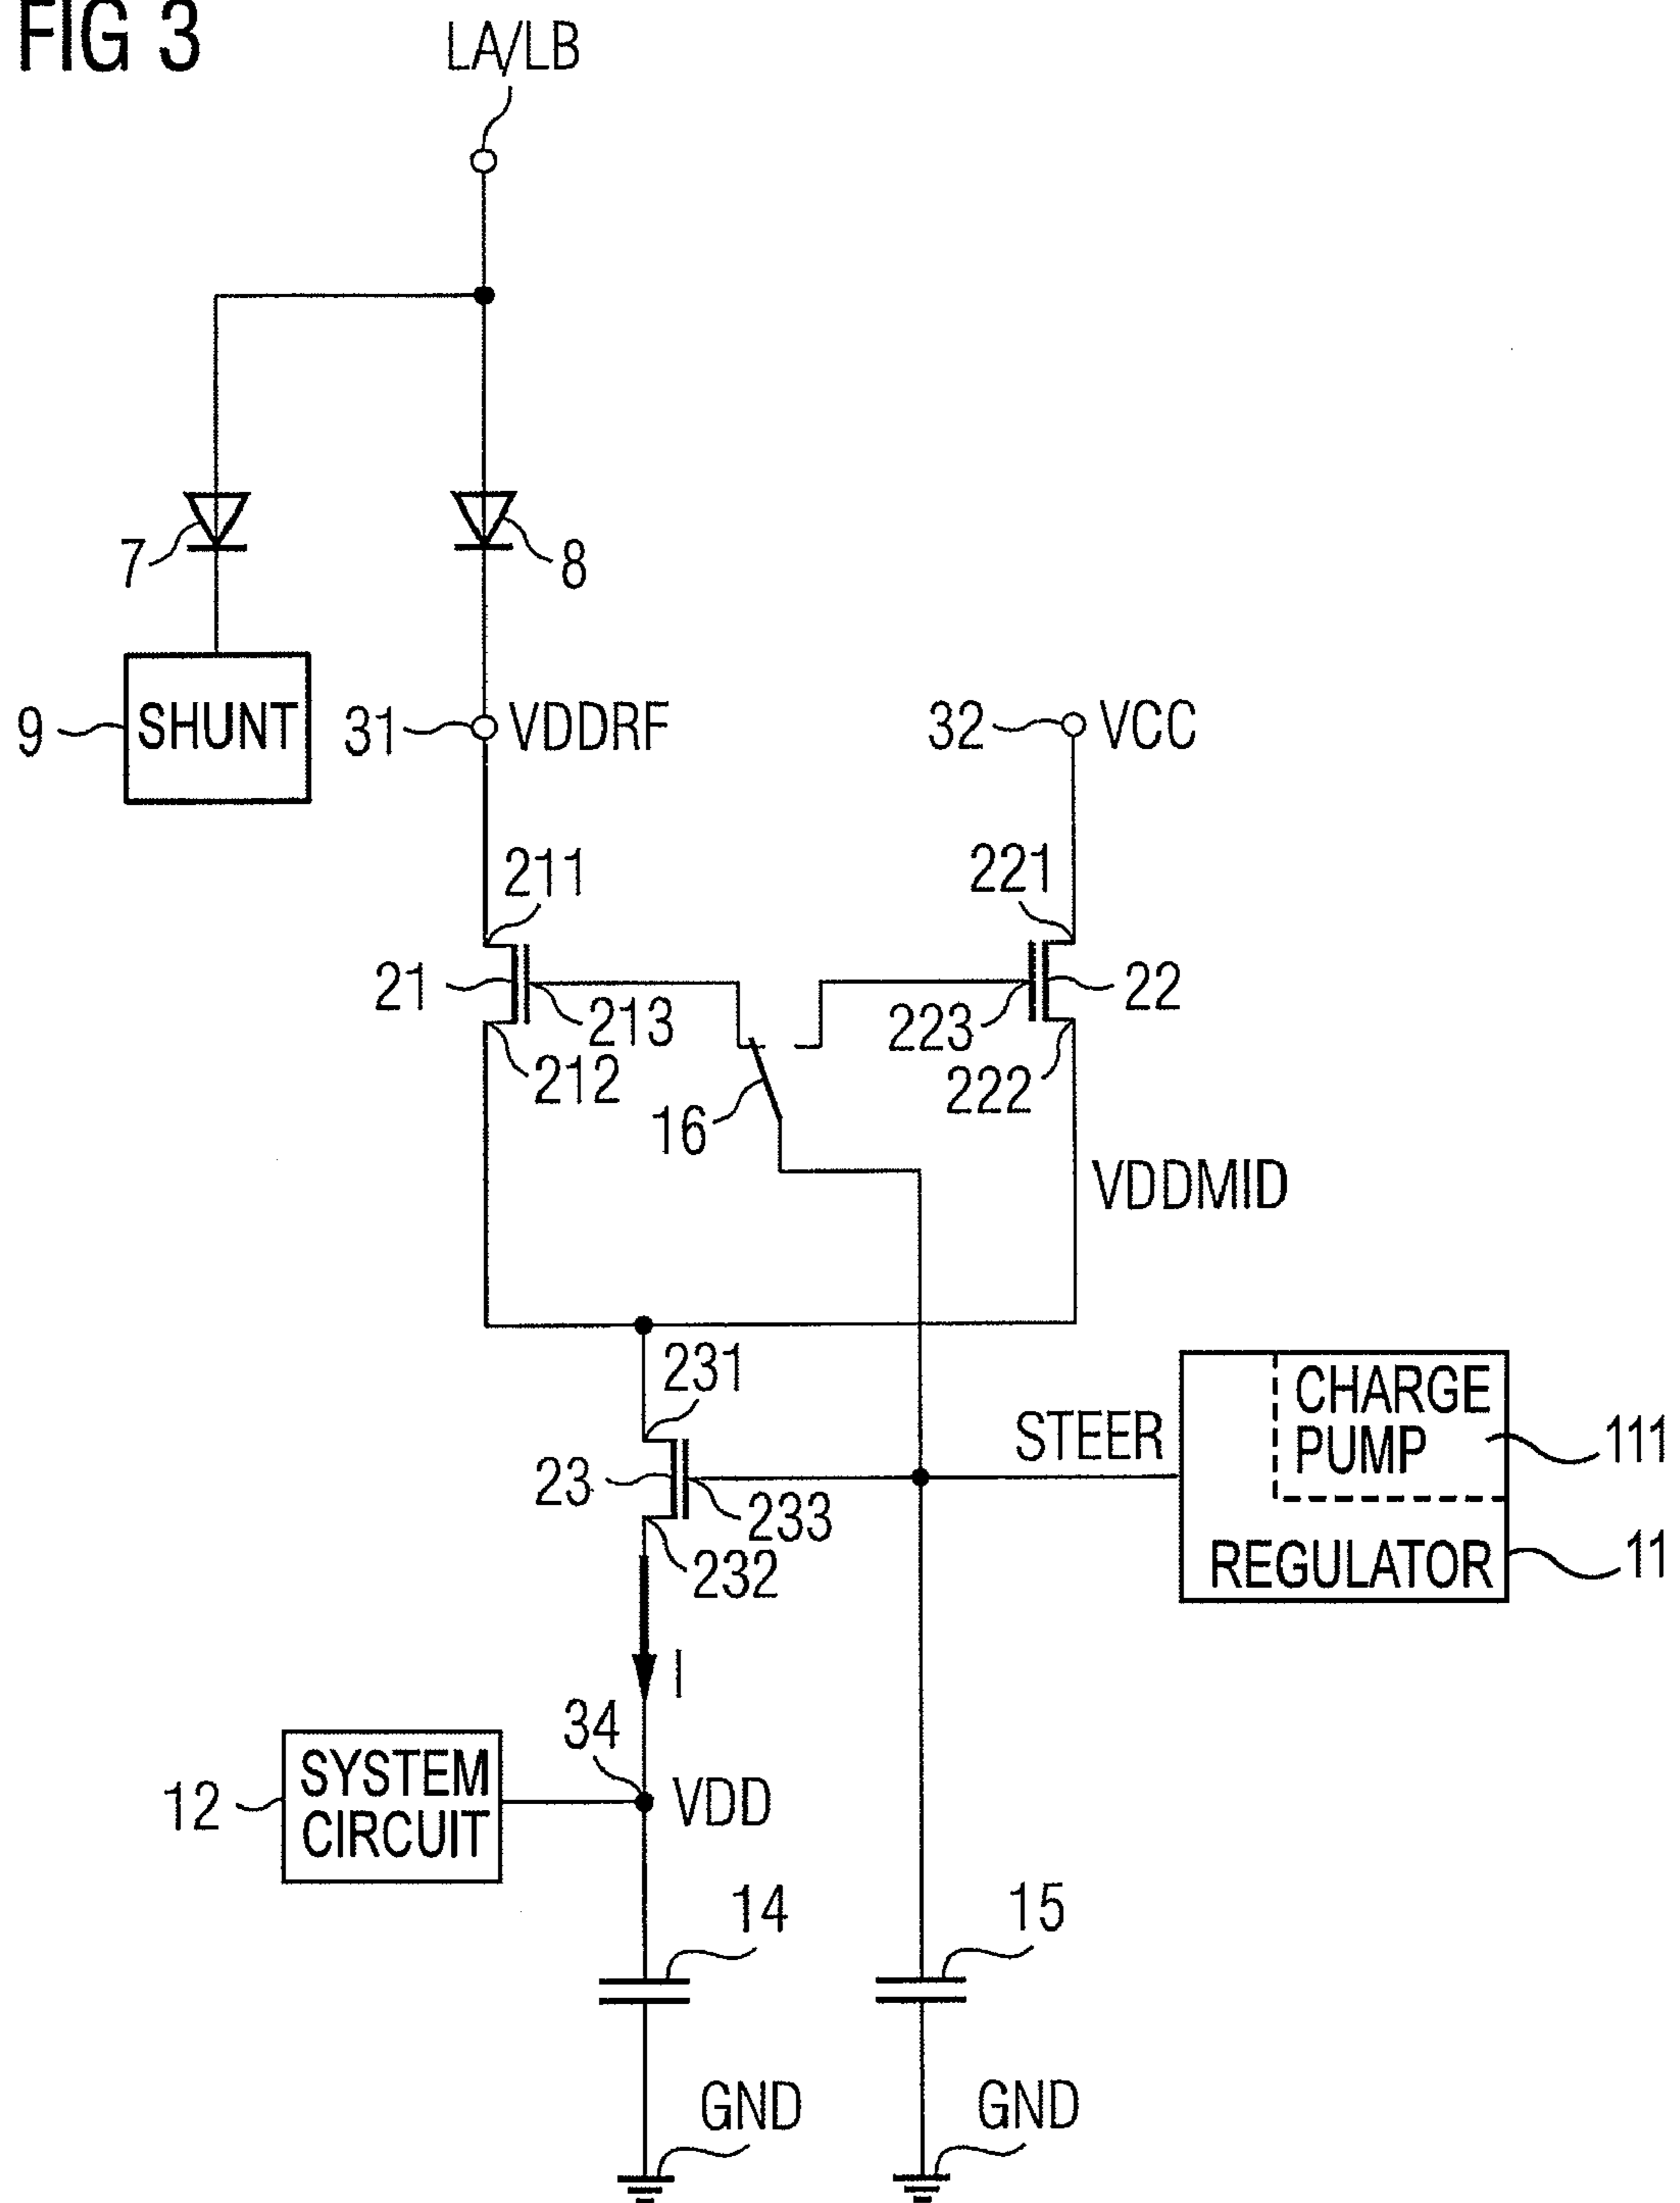 FIG 3
LA/LB
7
8
9
SHUNT
31
VDDRF
32
VCC
211
221
21
213
223
22
212
222
16
VDDMID
231
STEER
CHARGE
PUMP
111
23
233
232
REGULATOR
11
I
34
12
SYSTEM
CIRCUIT
VDD
14
15
GND
GND